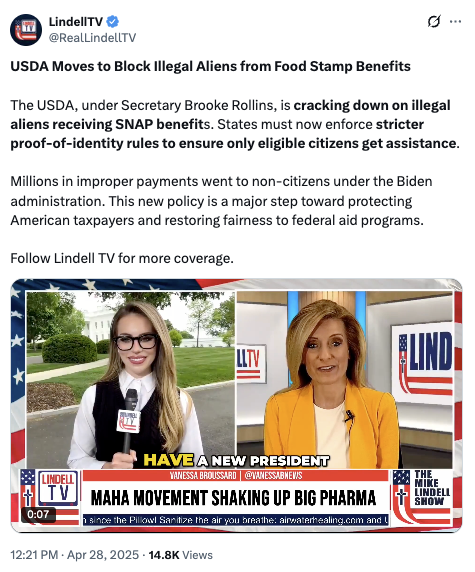 LindellTV
@RealLindellTV
USDA Moves to Block Illegal Aliens from Food Stamp Benefits
The USDA, under Secretary Brooke Rollins, is cracking down on illegal
aliens receiving SNAP benefits. States must now enforce stricter
proof-of-identity rules to ensure only eligible citizens get assistance.
Millions in improper payments went to non-citizens under the Biden
administration. This new policy is a major step toward protecting
American taxpayers and restoring fairness to federal aid programs.
Follow Lindell TV for more coverage.
LLTV
LIND
LINDELL TV
HAVE A NEW PRESIDENT
VANESSA BROUSSARD | @VANESSABNEWS
LINDELL
TV
MAHA MOVEMENT SHAKING UP BIG PHARMA
THE
MIKE
LINDELL
SHOW
0:07
since the Pillow! Sanitize the air you breathe: airwaterhealing.com and
12:21 PM · Apr 28, 2025 · 14.8K Views